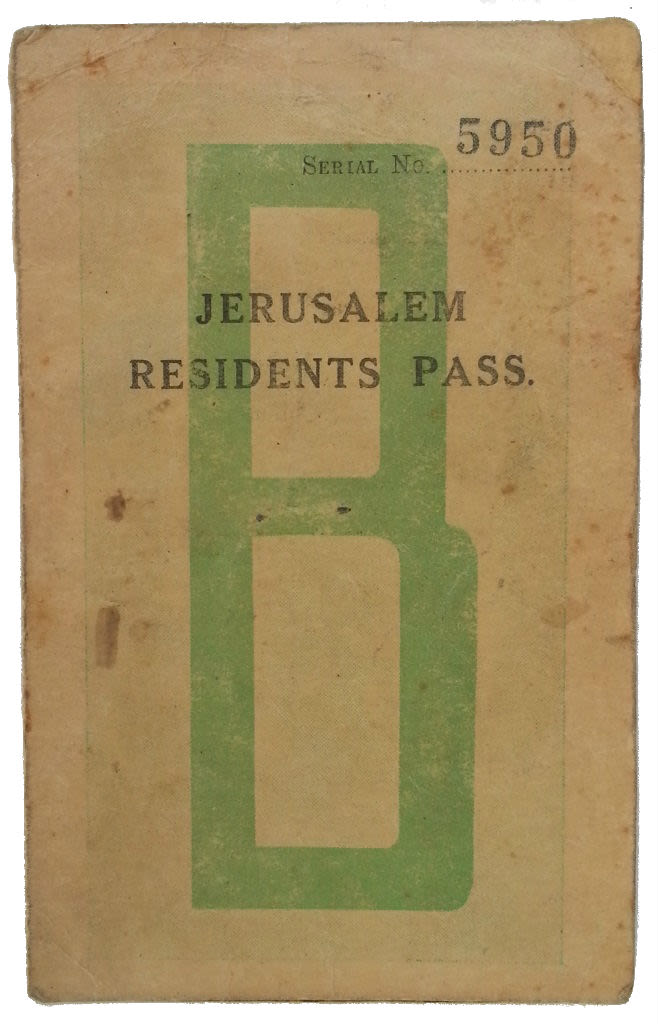 5950
SERIAL NO. ..................
JERUSALEM
RESIDENTS PASS.
B